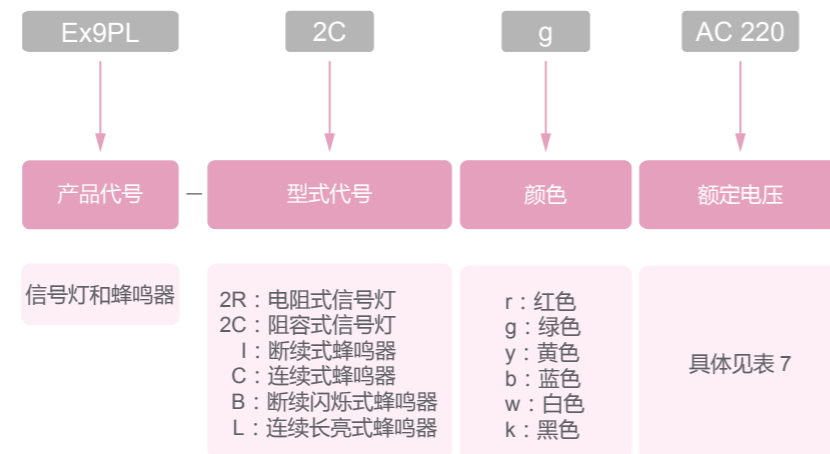 Ex9PL 2C g AC 220
产品代号 – 型式代号 颜色 额定电压
信号灯和蜂鸣器
2R：电阻式信号灯
2C：阻容式信号灯
I：断续式蜂鸣器
C：连续式蜂鸣器
B：断续闪烁式蜂鸣器
L：连续长亮式蜂鸣器
r：红色
g：绿色
y：黄色
b：蓝色
w：白色
k：黑色
具体见表 7